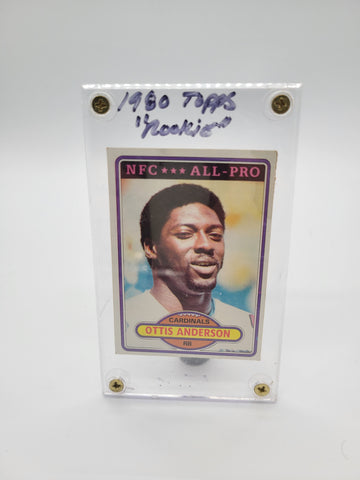 1980 Topps
"Rookie"
NFC ★★★ ALL-PRO
CARDINALS
OTTIS ANDERSON
RB